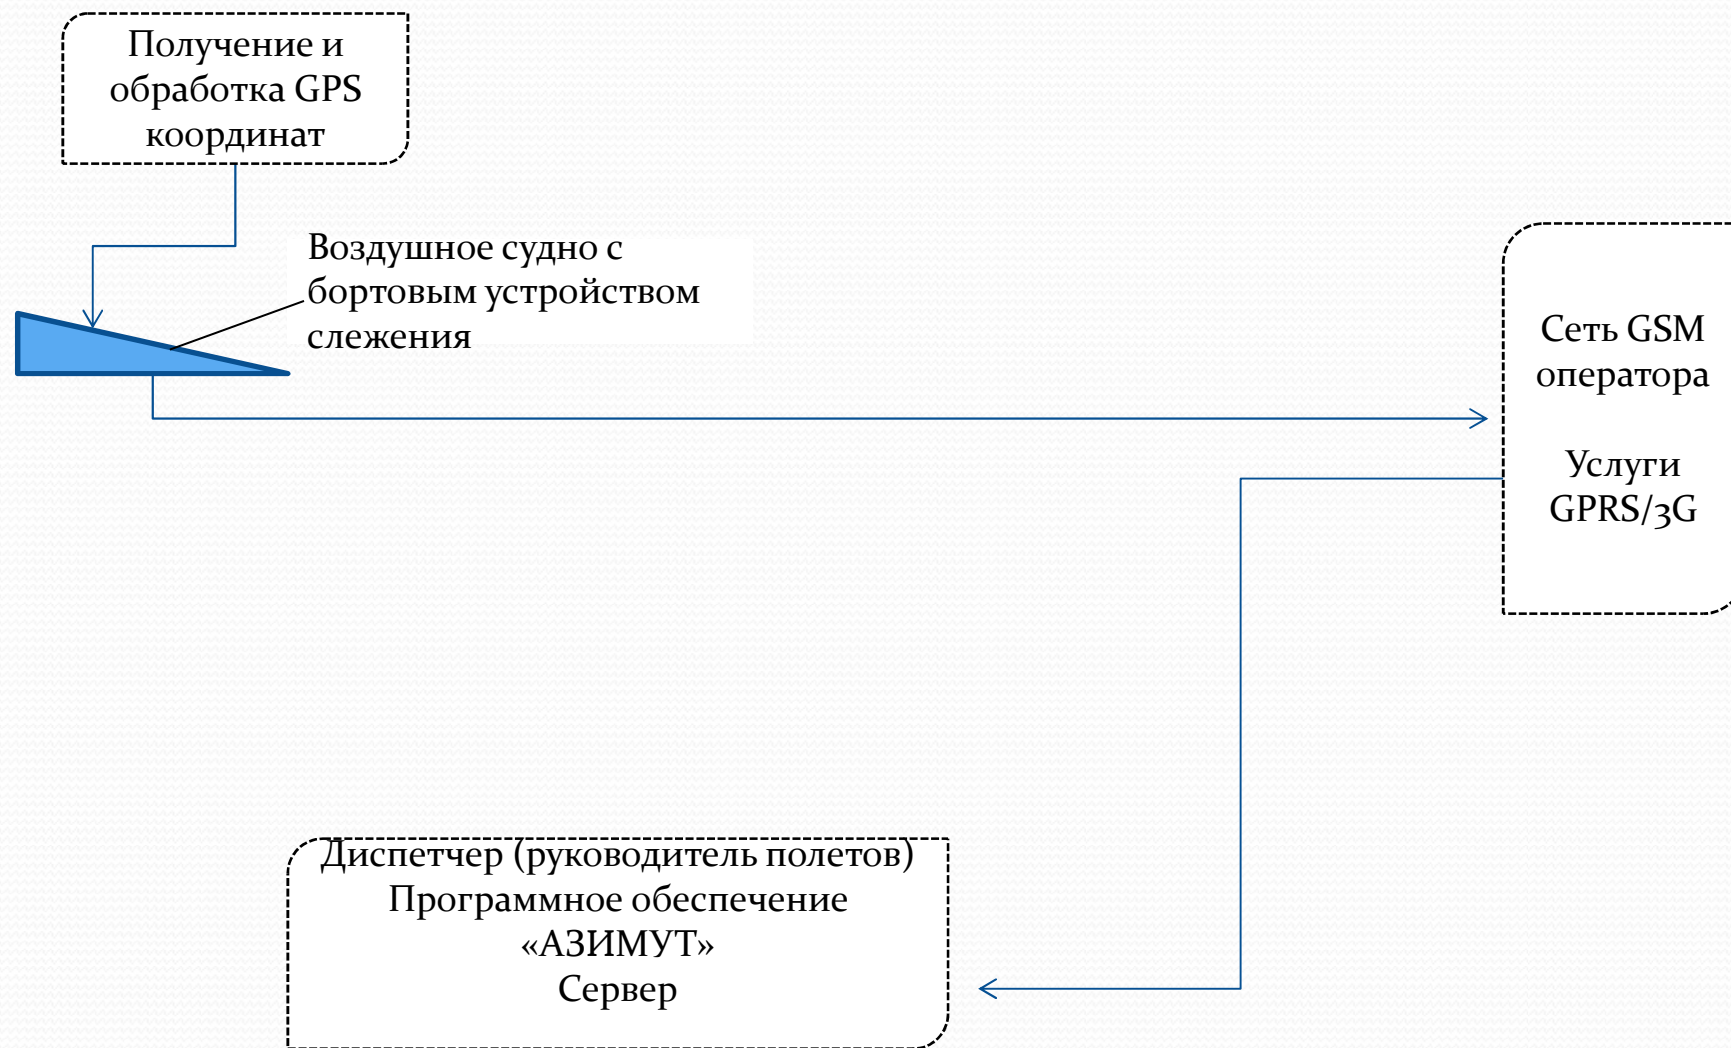 Получение и
обработка GPS
координат
Воздушное судно с
бортовым устройством
слежения
Сеть GSM
оператора
Услуги
GPRS/3G
Диспетчер (руководитель полетов)
Программное обеспечение
«АЗИМУТ»
Сервер